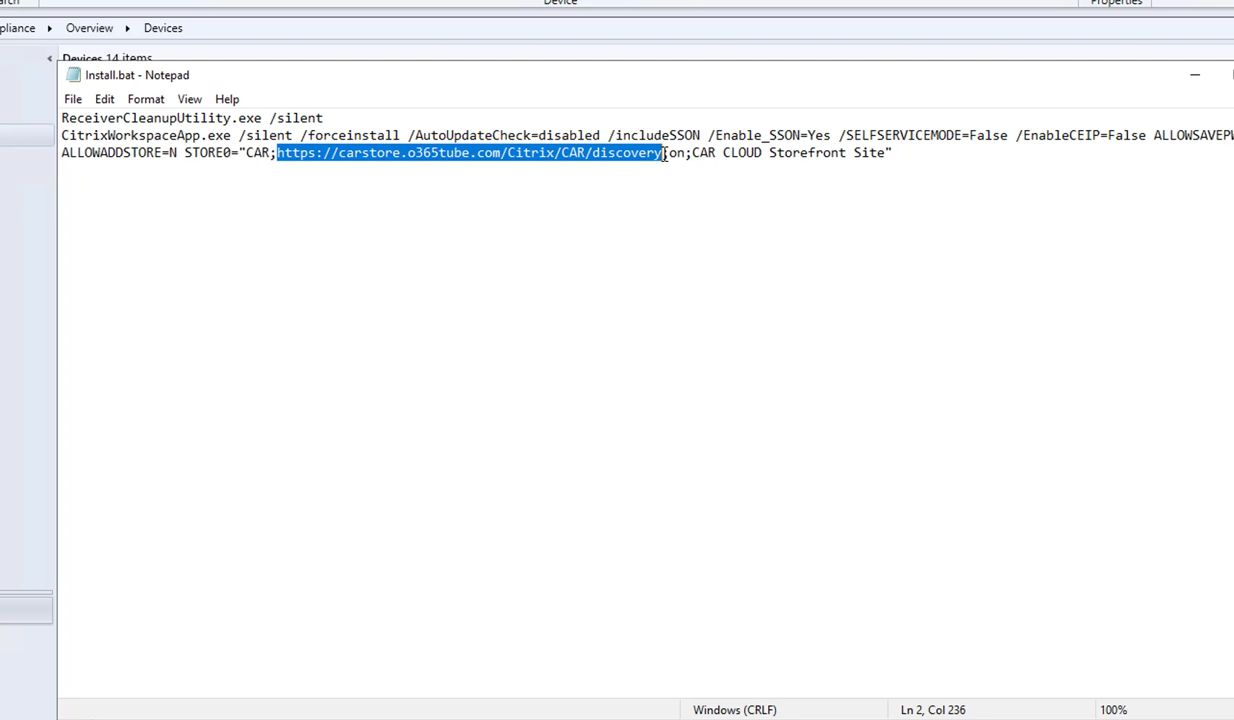 Device
Properties
Overview
Devices
Devices 14 items
Install.bat - Notepad
File Edit Format View Help
ReceiverCleanupUtility.exe /silent
CitrixWorkspaceApp.exe /silent /forceinstall /AutoUpdateCheck=disabled /includeSSON /Enable_SSON=Yes /SELFSERVICEMODE=False /EnableCEIP=False ALLOWSAVEPW
ALLOWADDSTORE=N STORE0="CAR;https://carstore.o365tube.com/Citrix/CAR/discovery;on;CAR CLOUD Storefront Site"
Windows (CRLF)
Ln 2, Col 236
100%